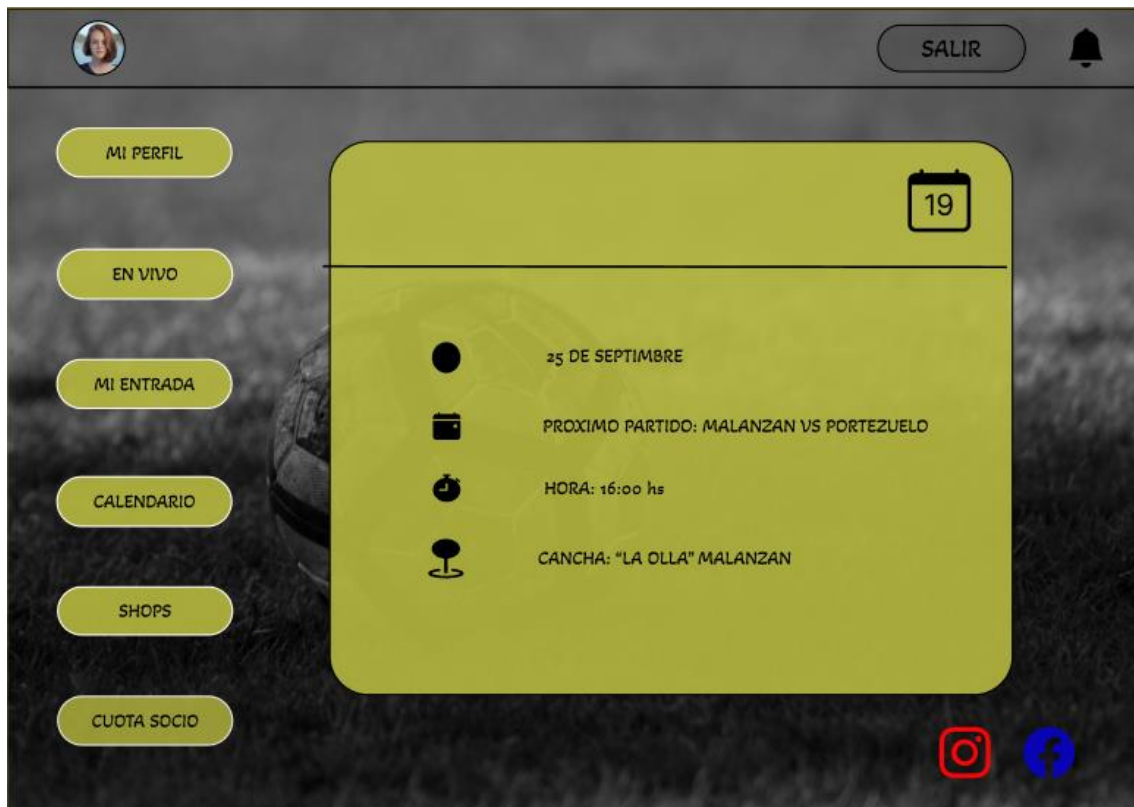 SALIR
MI PERFIL
19
EN VIVO
25 DE SEPTIMBRE
MI ENTRADA
PROXIMO PARTIDO: MALANZAN VS PORTEZUELO
HORA: 16:00 hs
CALENDARIO
CANCHA: "LA OLLA" MALANZAN
SHOPS
CUOTA SOCIO